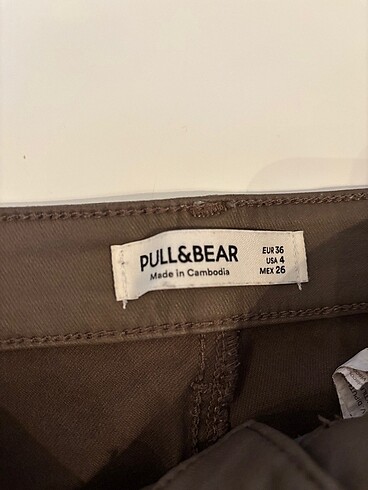 PULL&BEAR
Made in Cambodia
EUR 36
USA 4
MEX 26